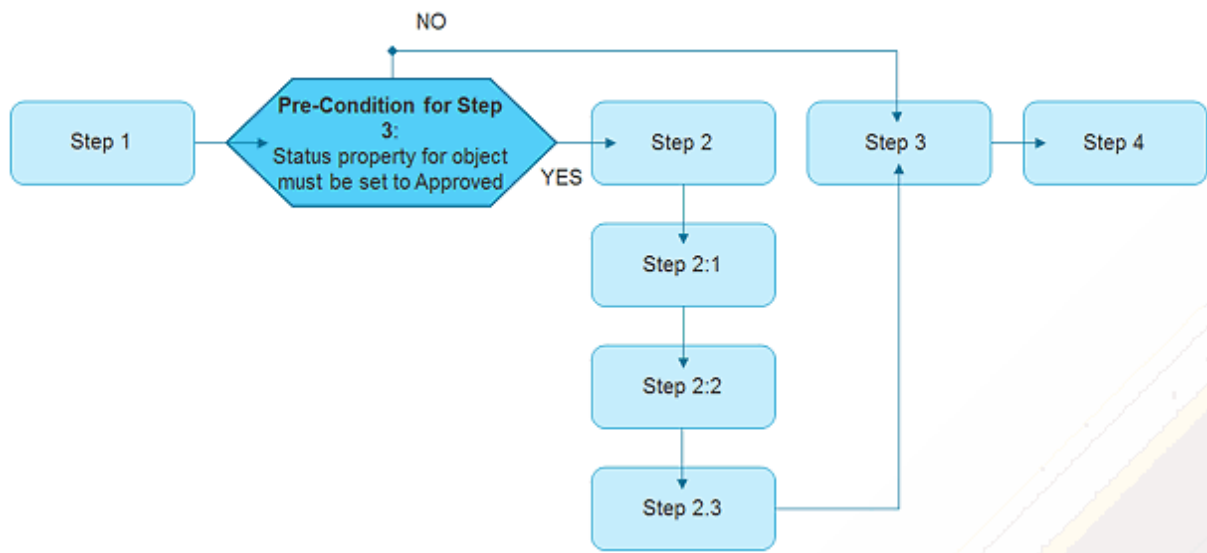 NO
Step 1
Pre-Condition for Step
3:
Status property for object
must be set to Approved
YES
Step 2
Step 3
Step 4
Step 2:1
Step 2:2
Step 2.3